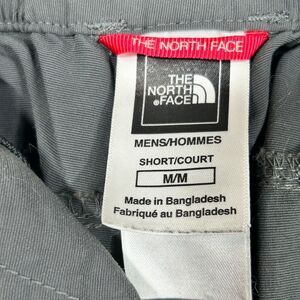 THE NORTH FACE
THE
NORTH
®FACE
MENS/HOMMES
SHORT/COURT
M/M
Made in Bangladesh
Fabriqué au Bangladesh